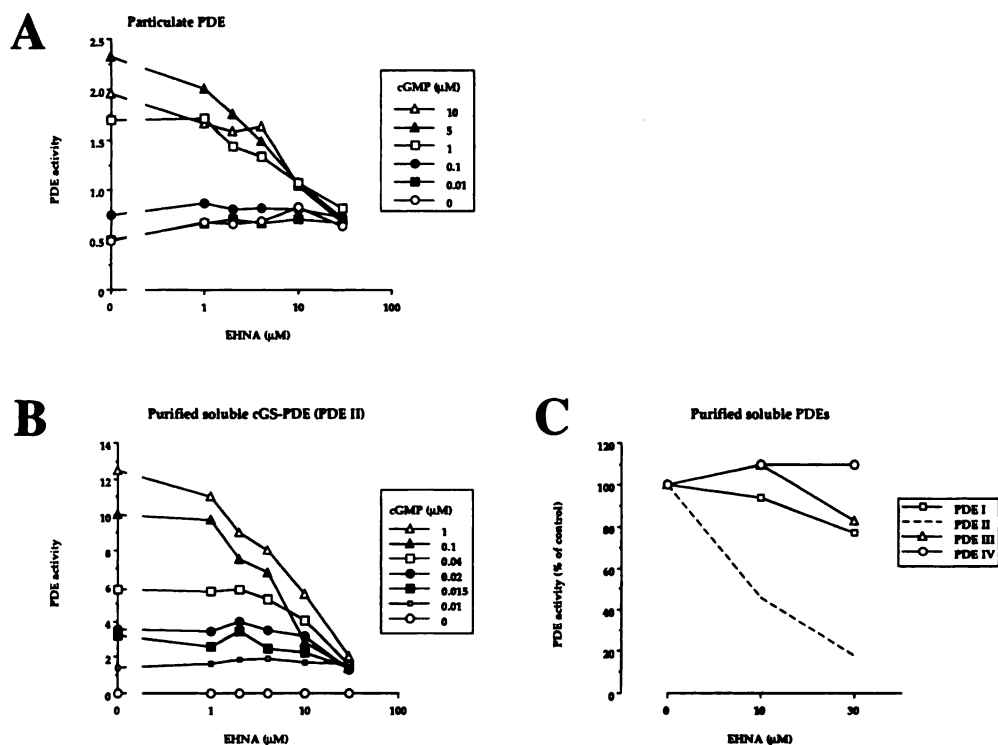 A
Particulate PDE
2.5
2.0
1.5
1.0
0.5
0
PDE activity
0 1 10 100
EHNA (μM)
cGMP (μM)
10
5
1
0.1
0.01
0
B
Purified soluble cGS-PDE (PDE II)
14
12
10
8
6
4
2
0
PDE activity
0 1 10 100
EHNA (μM)
cGMP (μM)
1
0.1
0.04
0.02
0.015
0.01
0
C
Purified soluble PDEs
120
100
80
60
40
20
0
PDE activity (% of control)
0 10 30
EHNA (μM)
PDE I
PDE II
PDE III
PDE IV